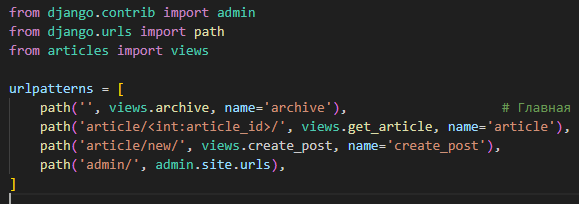 from django.contrib import admin
from django.urls import path
from articles import views
urlpatterns = [
path('', views.archive, name='archive'), # Главная
path('article/<int:article_id>/', views.get_article, name='article'),
path('article/new/', views.create_post, name='create_post'),
path('admin/', admin.site.urls),
]